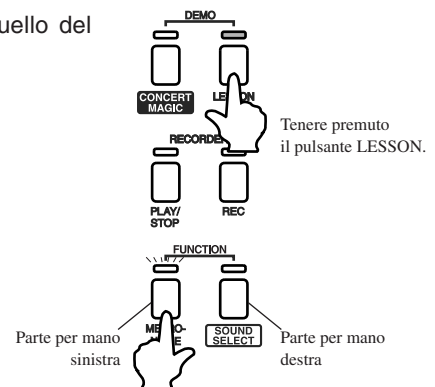 uello del
DEMO
CONCERT
MAGIC
LESSON
Tenere premuto
il pulsante LESSON.
RECORDER
PLAY/
STOP
REC
FUNCTION
SOUND
SELECT
Parte per mano
sinistra
Parte per mano
destra